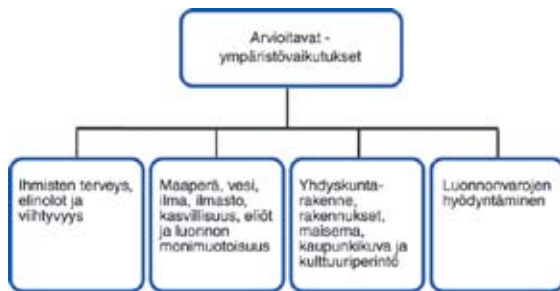 Arvioitavat -
ympäristövaikutukset
Ihmisten terveys,
elinolot ja
viihtyvyys
Maaperä, vesi,
ilma, ilmasto,
kasvillisuus, eliöt
ja luonnon
monimuotoisuus
Yhdyskunta-
rakenne,
rakennukset,
maisema,
kaupunkikuva ja
kulttuuriperintö
Luonnonvarojen
hyödyntäminen